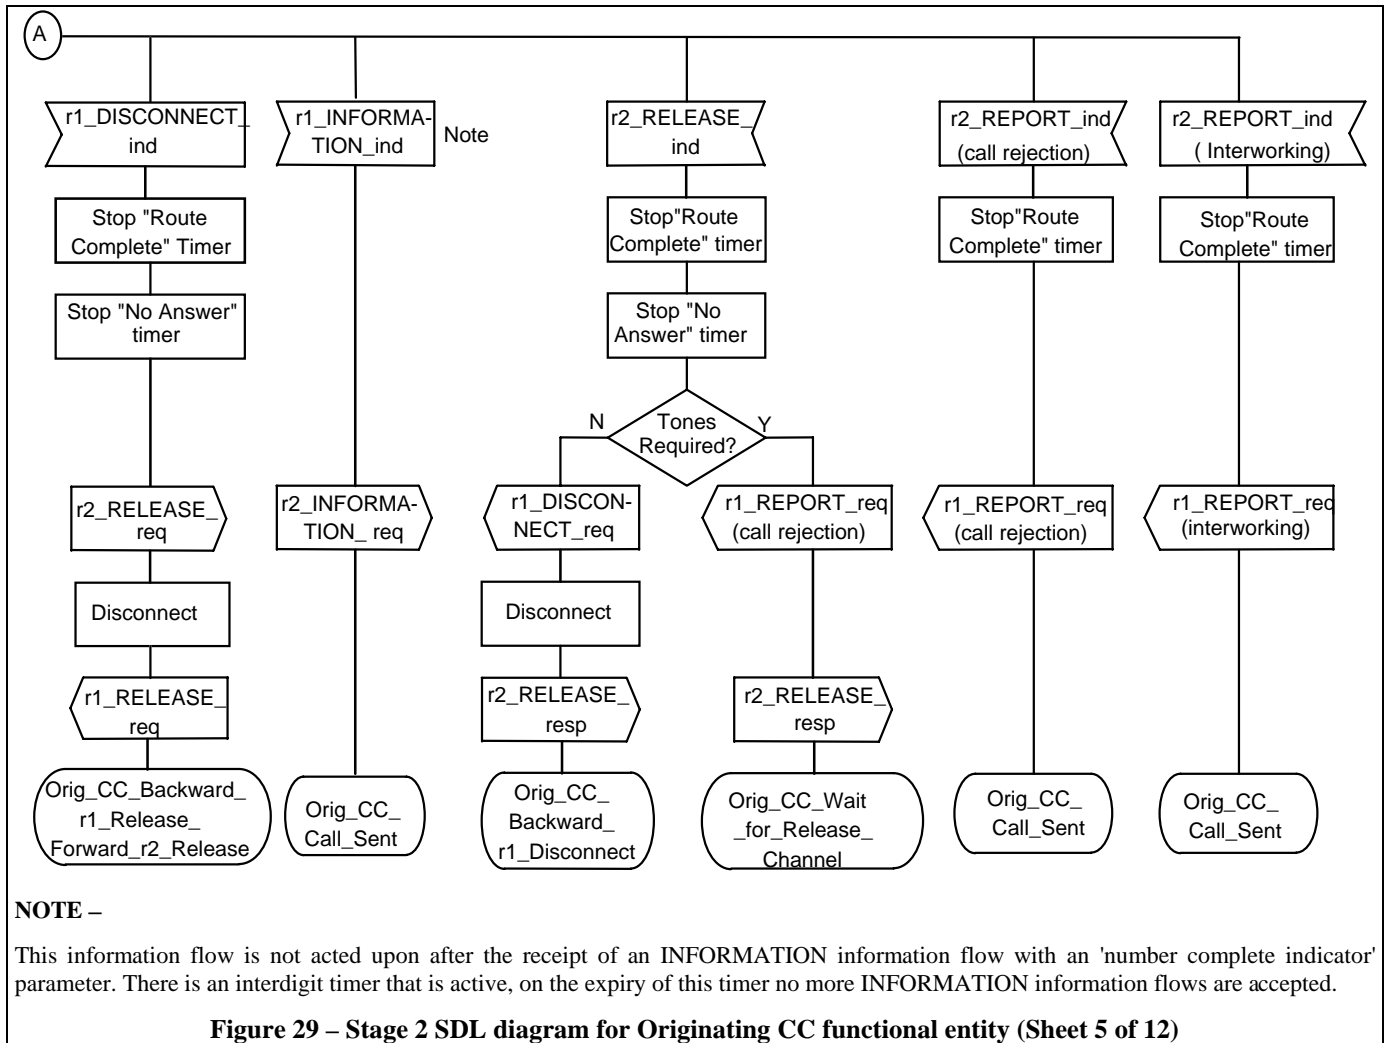 A
r1_DISCONNECT_
ind
r1_INFORMA-
TION_ind
Note
r2_RELEASE_
ind
r2_REPORT_ind
(call rejection)
r2_REPORT_ind
( Interworking)
Stop "Route
Complete" Timer
Stop"Route
Complete" timer
Stop"Route
Complete" timer
Stop"Route
Complete" timer
Stop "No Answer"
timer
Stop "No
Answer" timer
N
Tones
Required?
Y
r2_RELEASE_
req
r2_INFORMA-
TION_ req
r1_DISCON-
NECT_req
r1_REPORT_req
(call rejection)
r1_REPORT_req
(call rejection)
r1_REPORT_req
(interworking)
Disconnect
Disconnect
r1_RELEASE_
req
r2_RELEASE_
resp
r2_RELEASE_
resp
Orig_CC_Backward_
r1_Release_
Forward_r2_Release
Orig_CC_
Call_Sent
Orig_CC_
Backward_
r1_Disconnect
Orig_CC_Wait
_for_Release_
Channel
Orig_CC_
Call_Sent
Orig_CC_
Call_Sent
NOTE –
This information flow is not acted upon after the receipt of an INFORMATION information flow with an 'number complete indicator'
parameter. There is an interdigit timer that is active, on the expiry of this timer no more INFORMATION information flows are accepted.
Figure 29 – Stage 2 SDL diagram for Originating CC functional entity (Sheet 5 of 12)